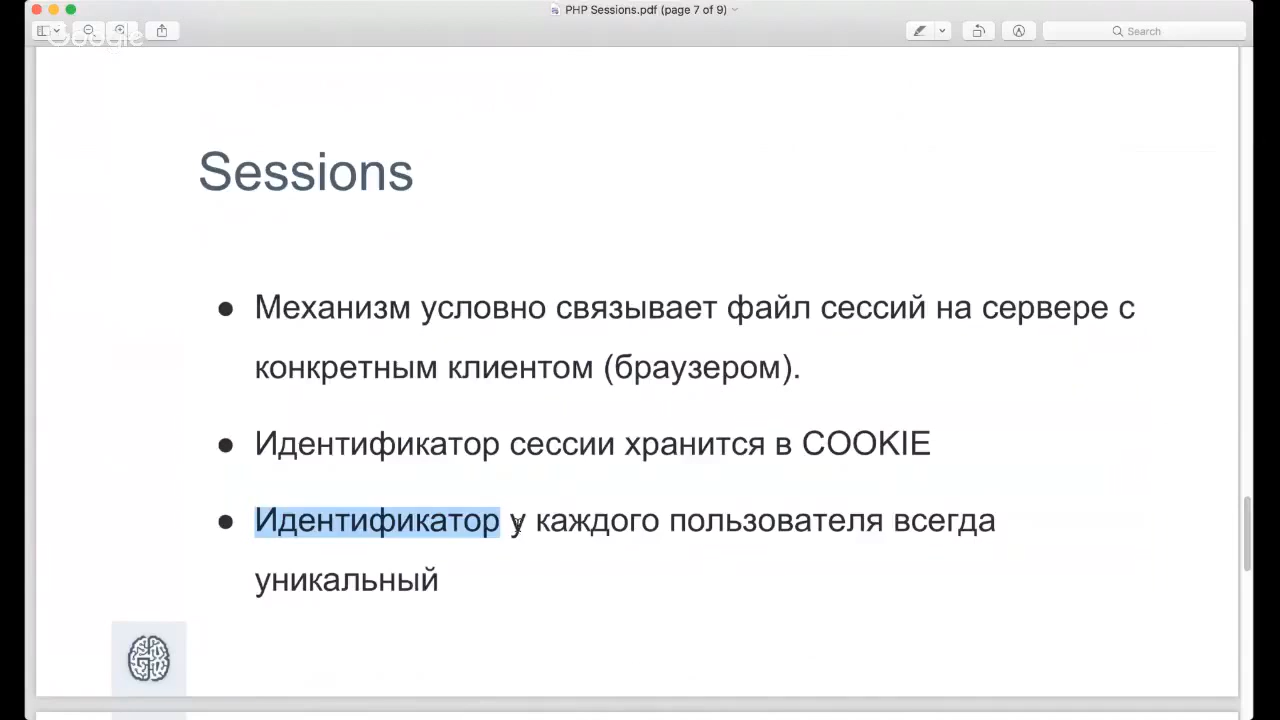 PHP Sessions.pdf (page 7 of 9)
Google
Search
Sessions
● Механизм условно связывает файл сессий на сервере с
конкретным клиентом (браузером).
● Идентификатор сессии хранится в COOKIE
● Идентификатор у каждого пользователя всегда
уникальный